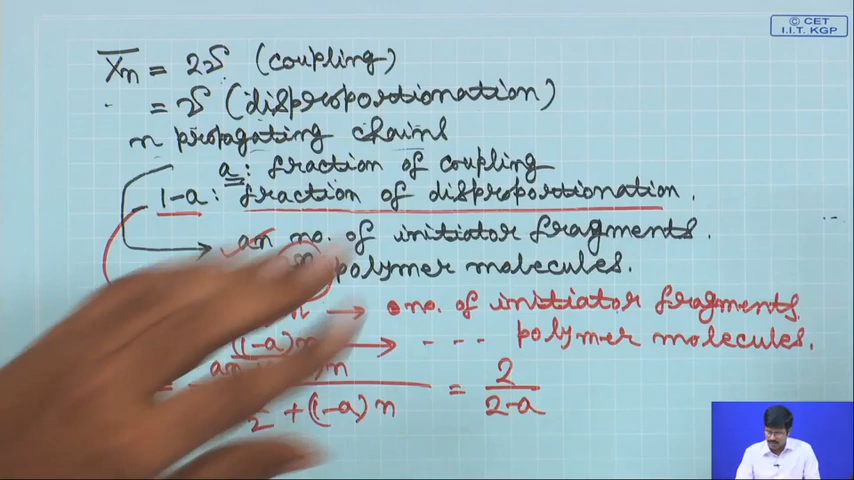 © CET
I.I.T. KGP
X̅n = 2ν (coupling)
= ν (disproportionation)
n propagating chains
a : fraction of coupling
1-a : fraction of disproportionation.
an no. of initiator fragments.
polymer molecules.
n → no. of initiator fragments
(1-a)n → - - - polymer molecules.
= n / 2 + (1-a) n = 2 / 2-a